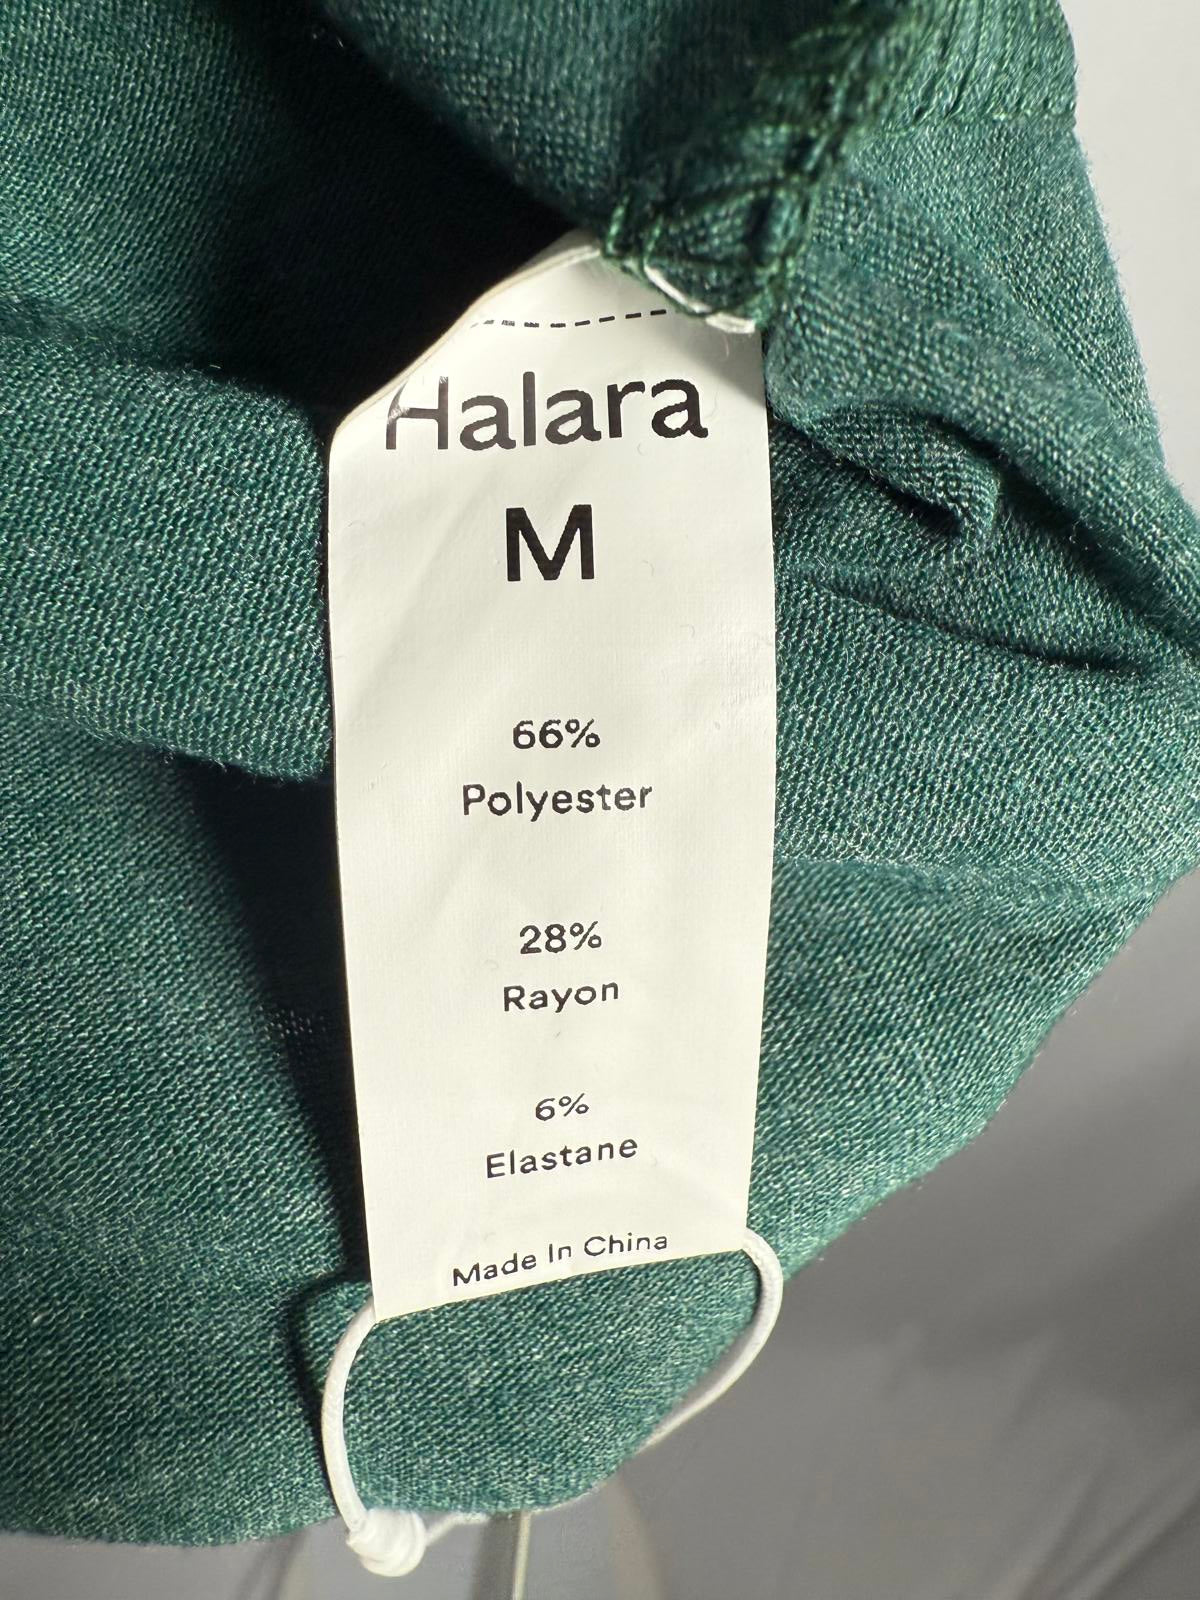 Halara
M
66%
Polyester
28%
Rayon
6%
Elastane
Made In China